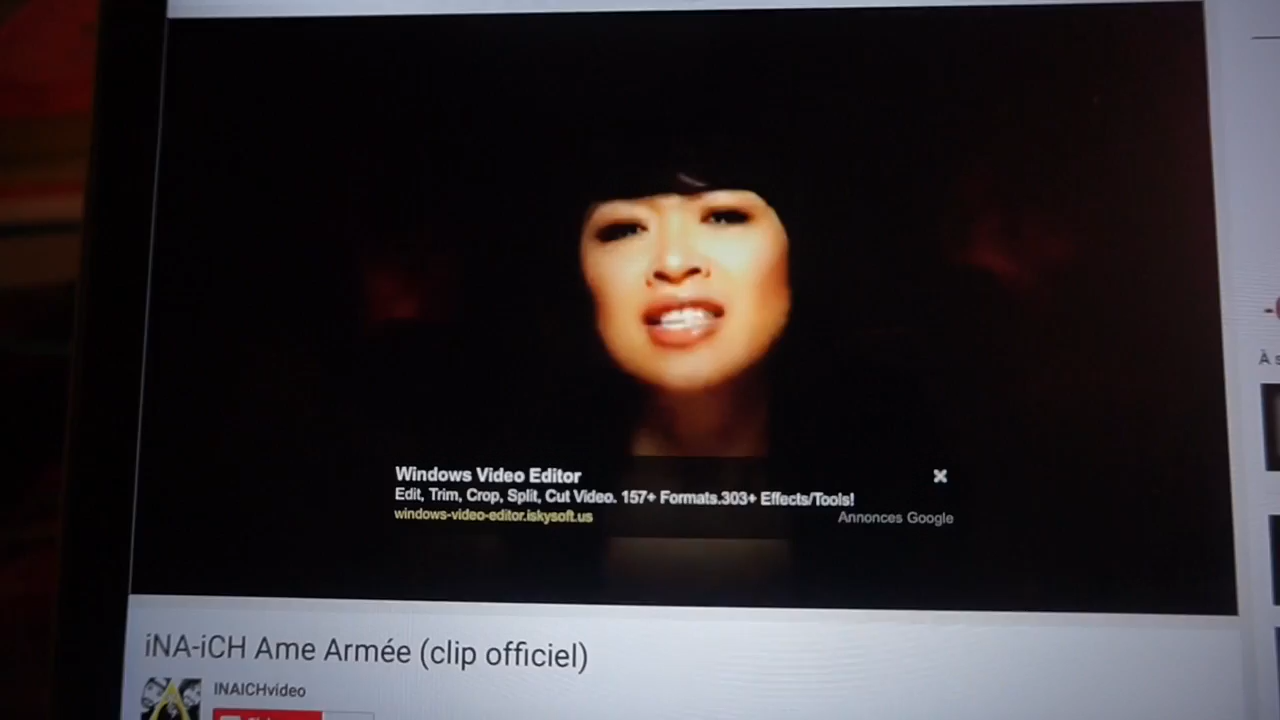 Windows Video Editor
Edit, Trim, Crop, Split, Cut Video. 157+ Formats.303+ Effects/Tools!
windows-video-editor.iskysoft.us
Annonces Google
iNA-iCH Ame Armée (clip officiel)
INAICHvideo
À s